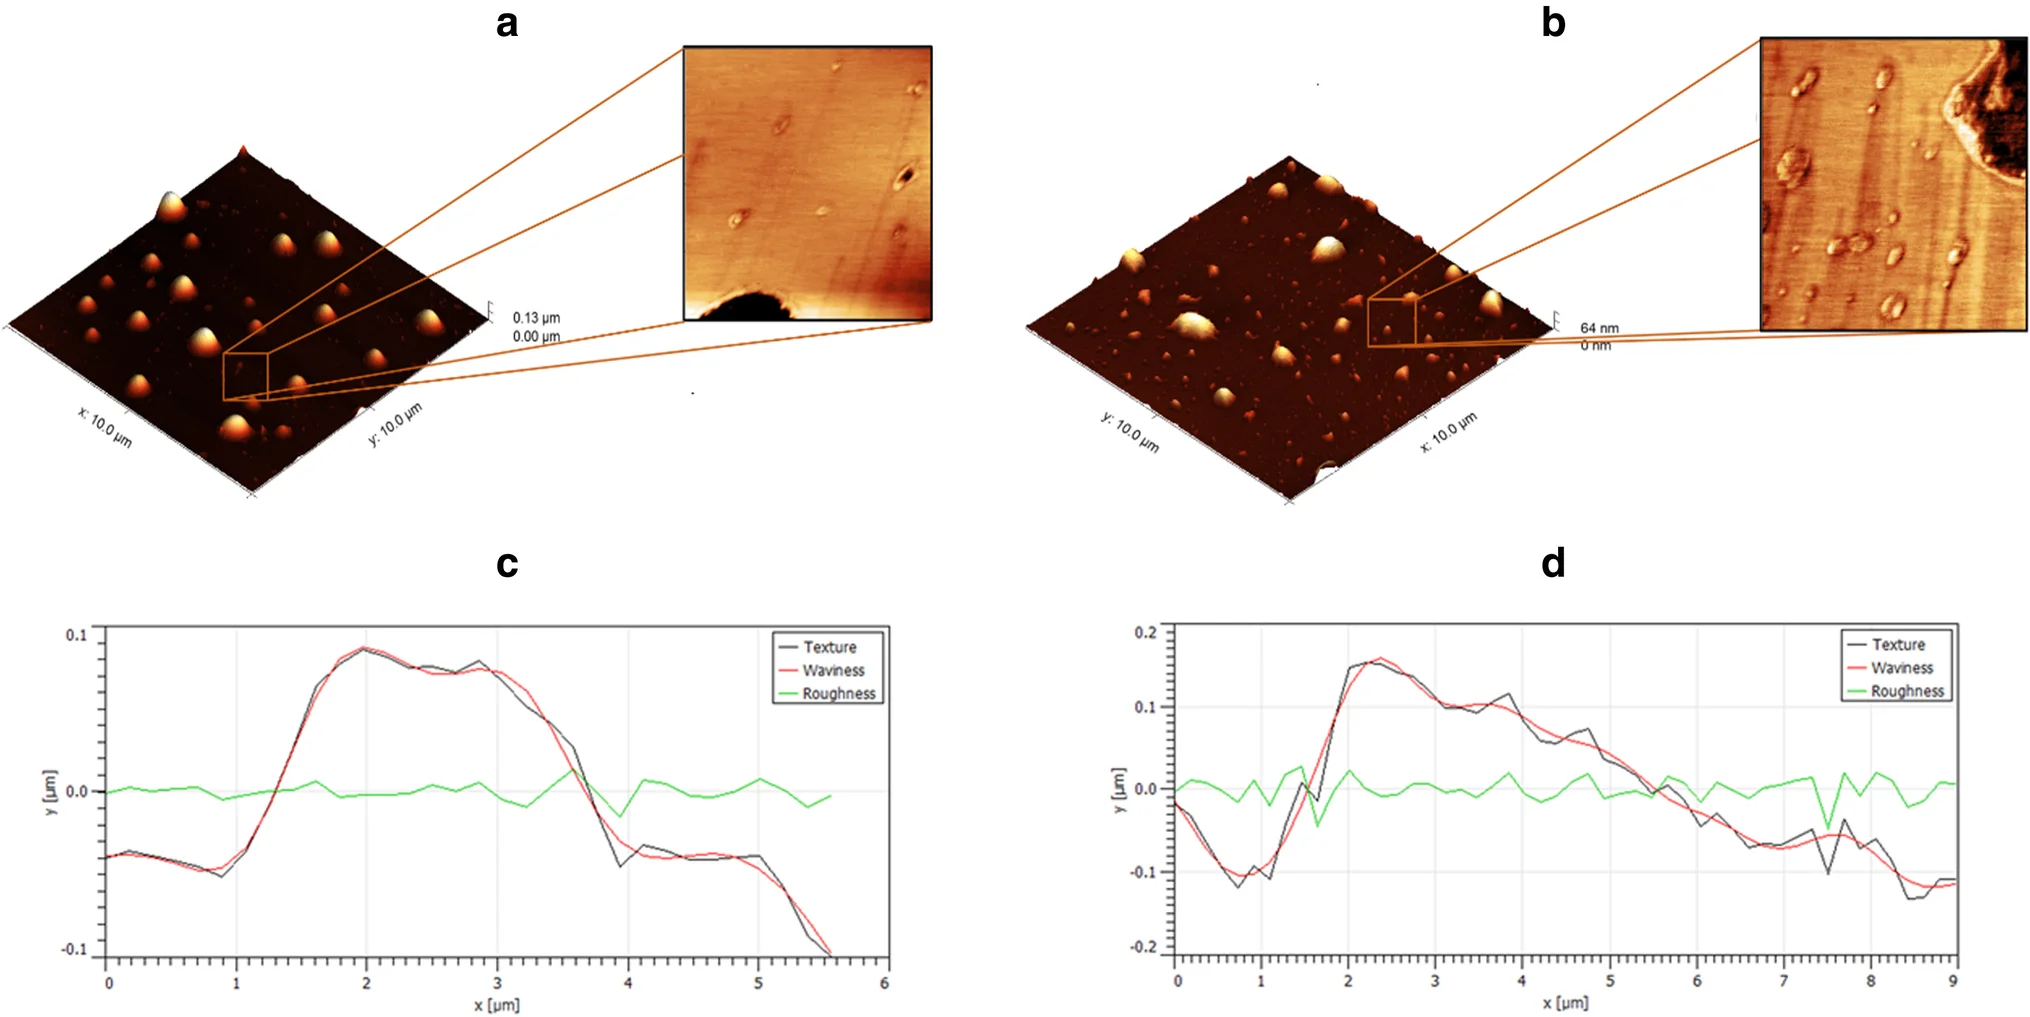 a
b
0.13 µm
0.00 µm
x: 10.0 µm
y: 10.0 µm
64 nm
0 nm
y: 10.0 µm
x: 10.0 µm
c
d
0.1
0.0
-0.1
y [µm]
Texture
Waviness
Roughness
0 1 2 3 4 5 6
x [µm]
0.2
0.1
0.0
-0.1
-0.2
y [µm]
Texture
Waviness
Roughness
0 1 2 3 4 5 6 7 8 9
x [µm]